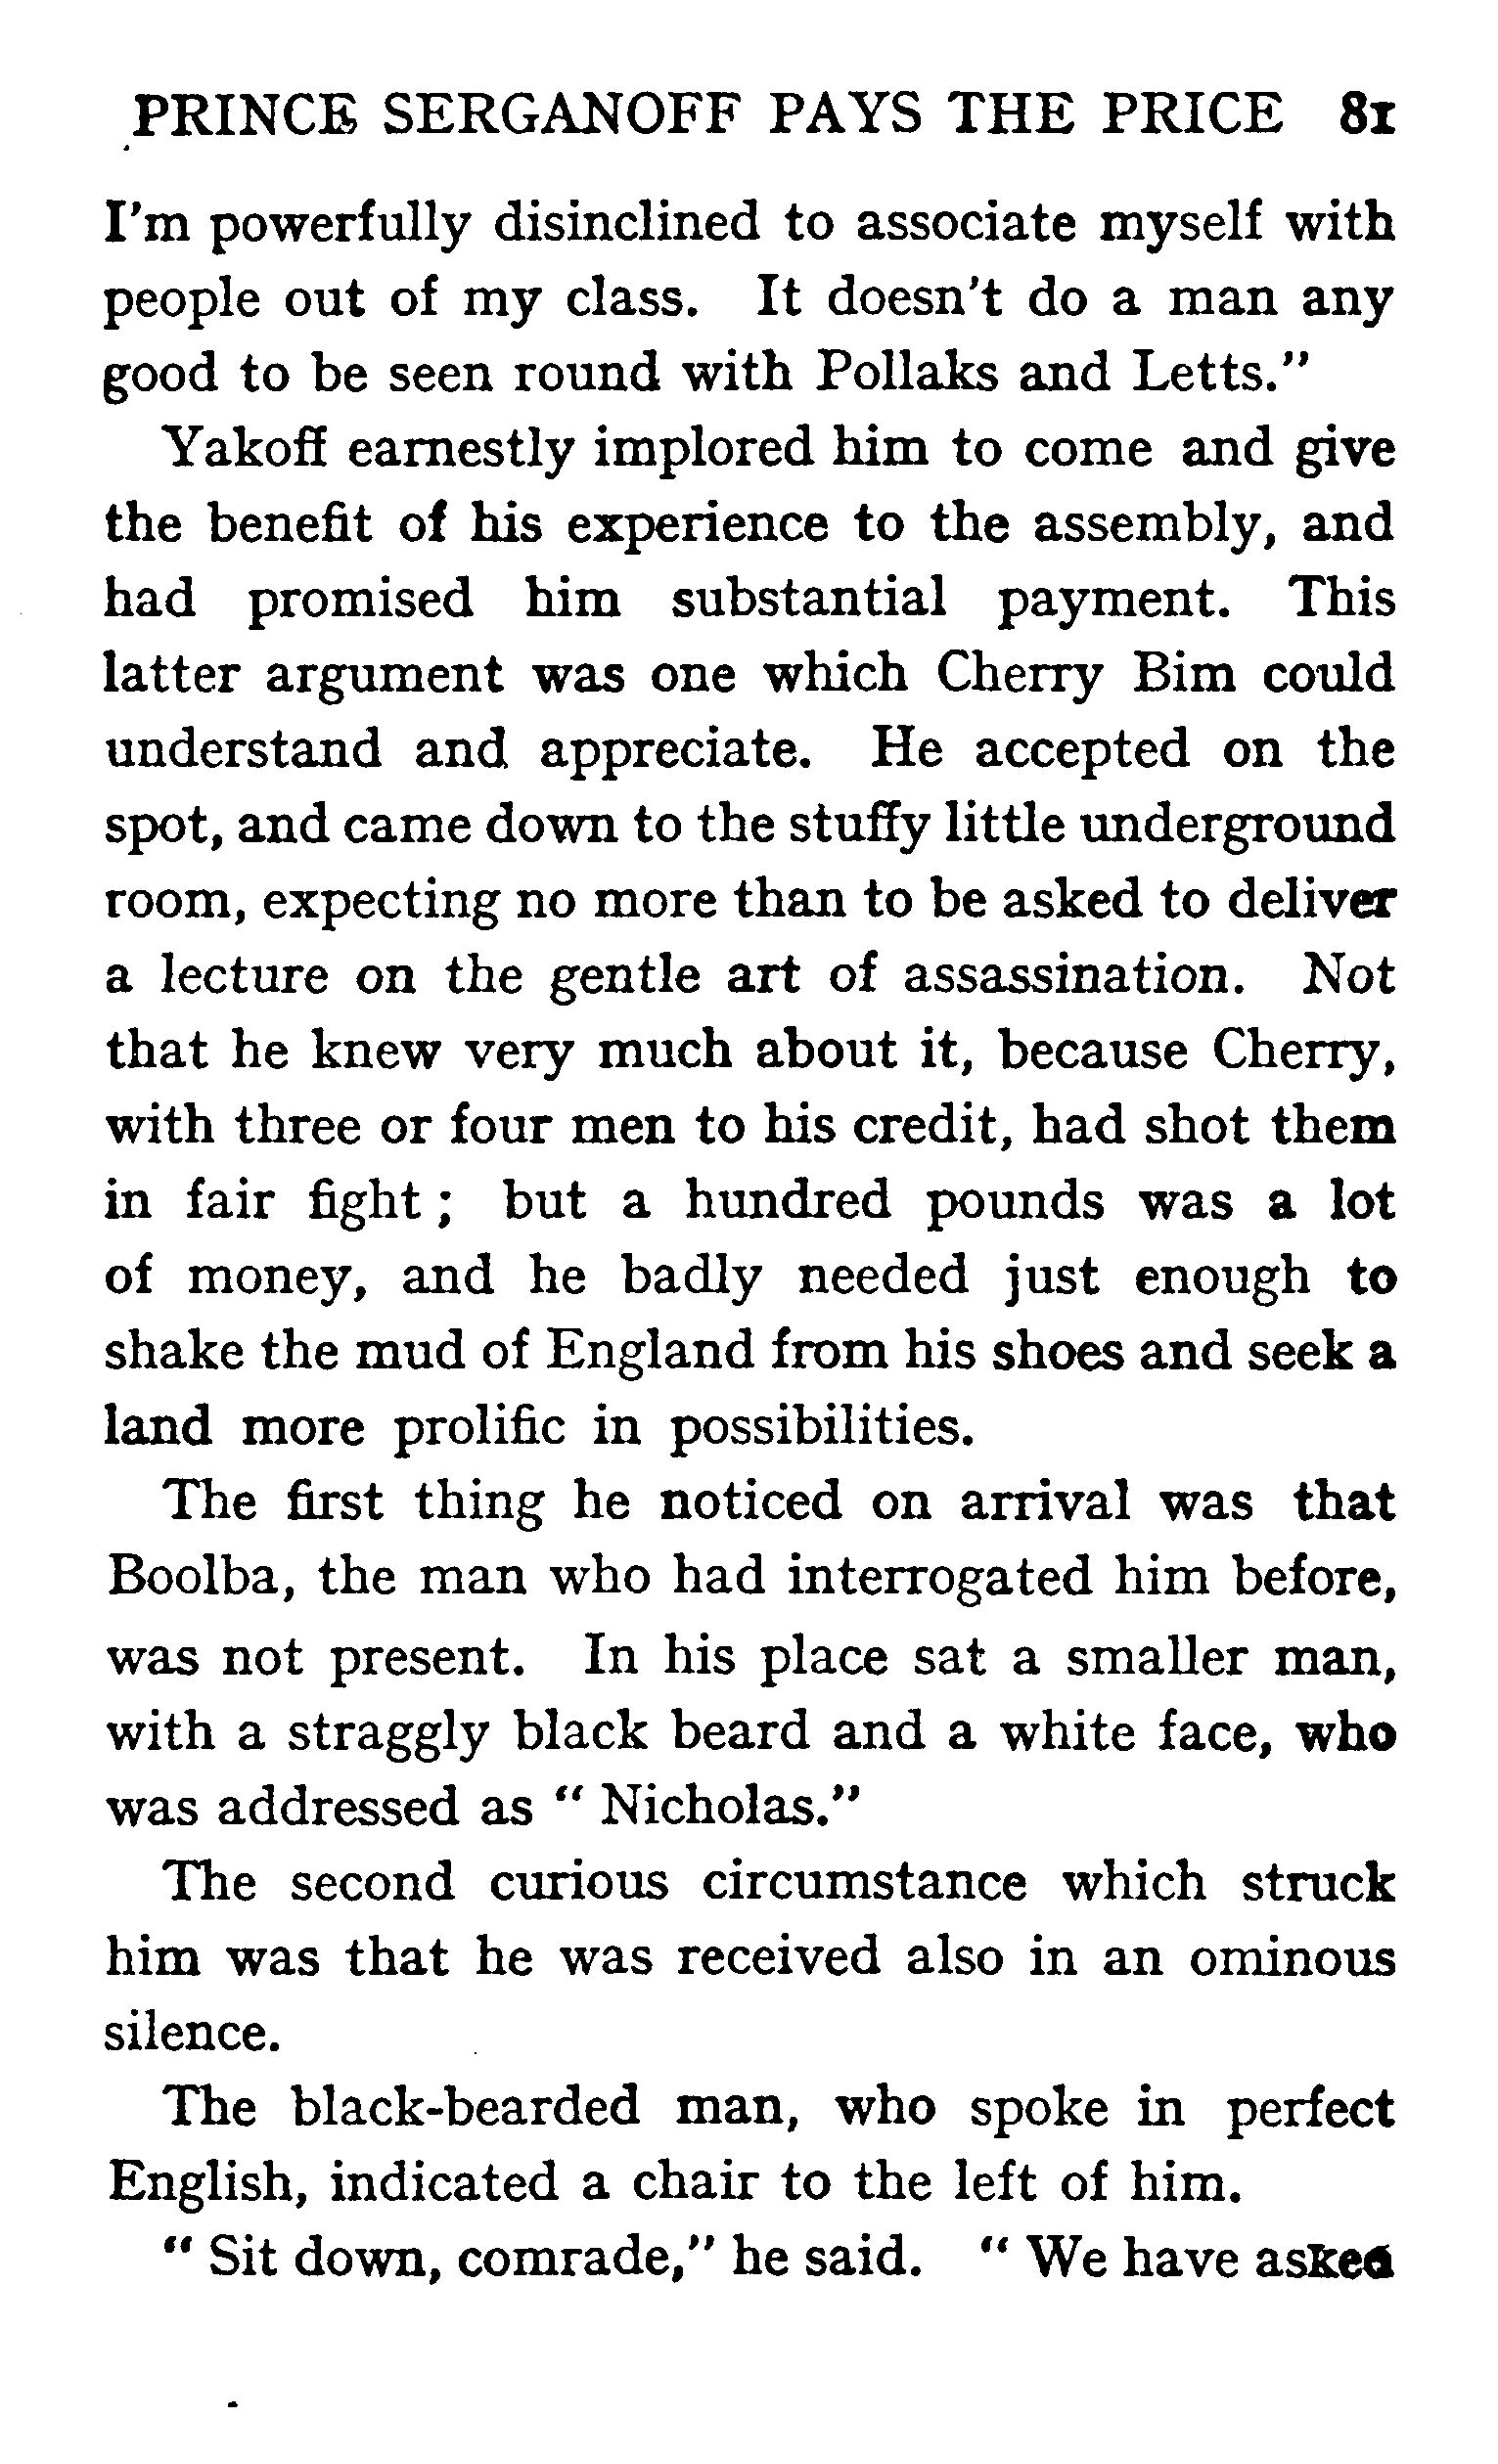 PRINCE SERGANOFF PAYS THE PRICE 81
I'm powerfully disinclined to associate myself with
people out of my class. It doesn't do a man any
good to be seen round with Pollaks and Letts."
Yakoff earnestly implored him to come and give
the benefit of his experience to the assembly, and
had promised him substantial payment. This
latter argument was one which Cherry Bim could
understand and appreciate. He accepted on the
spot, and came down to the stuffy little underground
room, expecting no more than to be asked to deliver
a lecture on the gentle art of assassination. Not
that he knew very much about it, because Cherry,
with three or four men to his credit, had shot them
in fair fight ; but a hundred pounds was a lot
of money, and he badly needed just enough to
shake the mud of England from his shoes and seek a
land more prolific in possibilities.
The first thing he noticed on arrival was that
Boolba, the man who had interrogated him before,
was not present. In his place sat a smaller man,
with a straggly black beard and a white face, who
was addressed as " Nicholas."
The second curious circumstance which struck
him was that he was received also in an ominous
silence.
The black-bearded man, who spoke in perfect
English, indicated a chair to the left of him.
" Sit down, comrade," he said. " We have asked